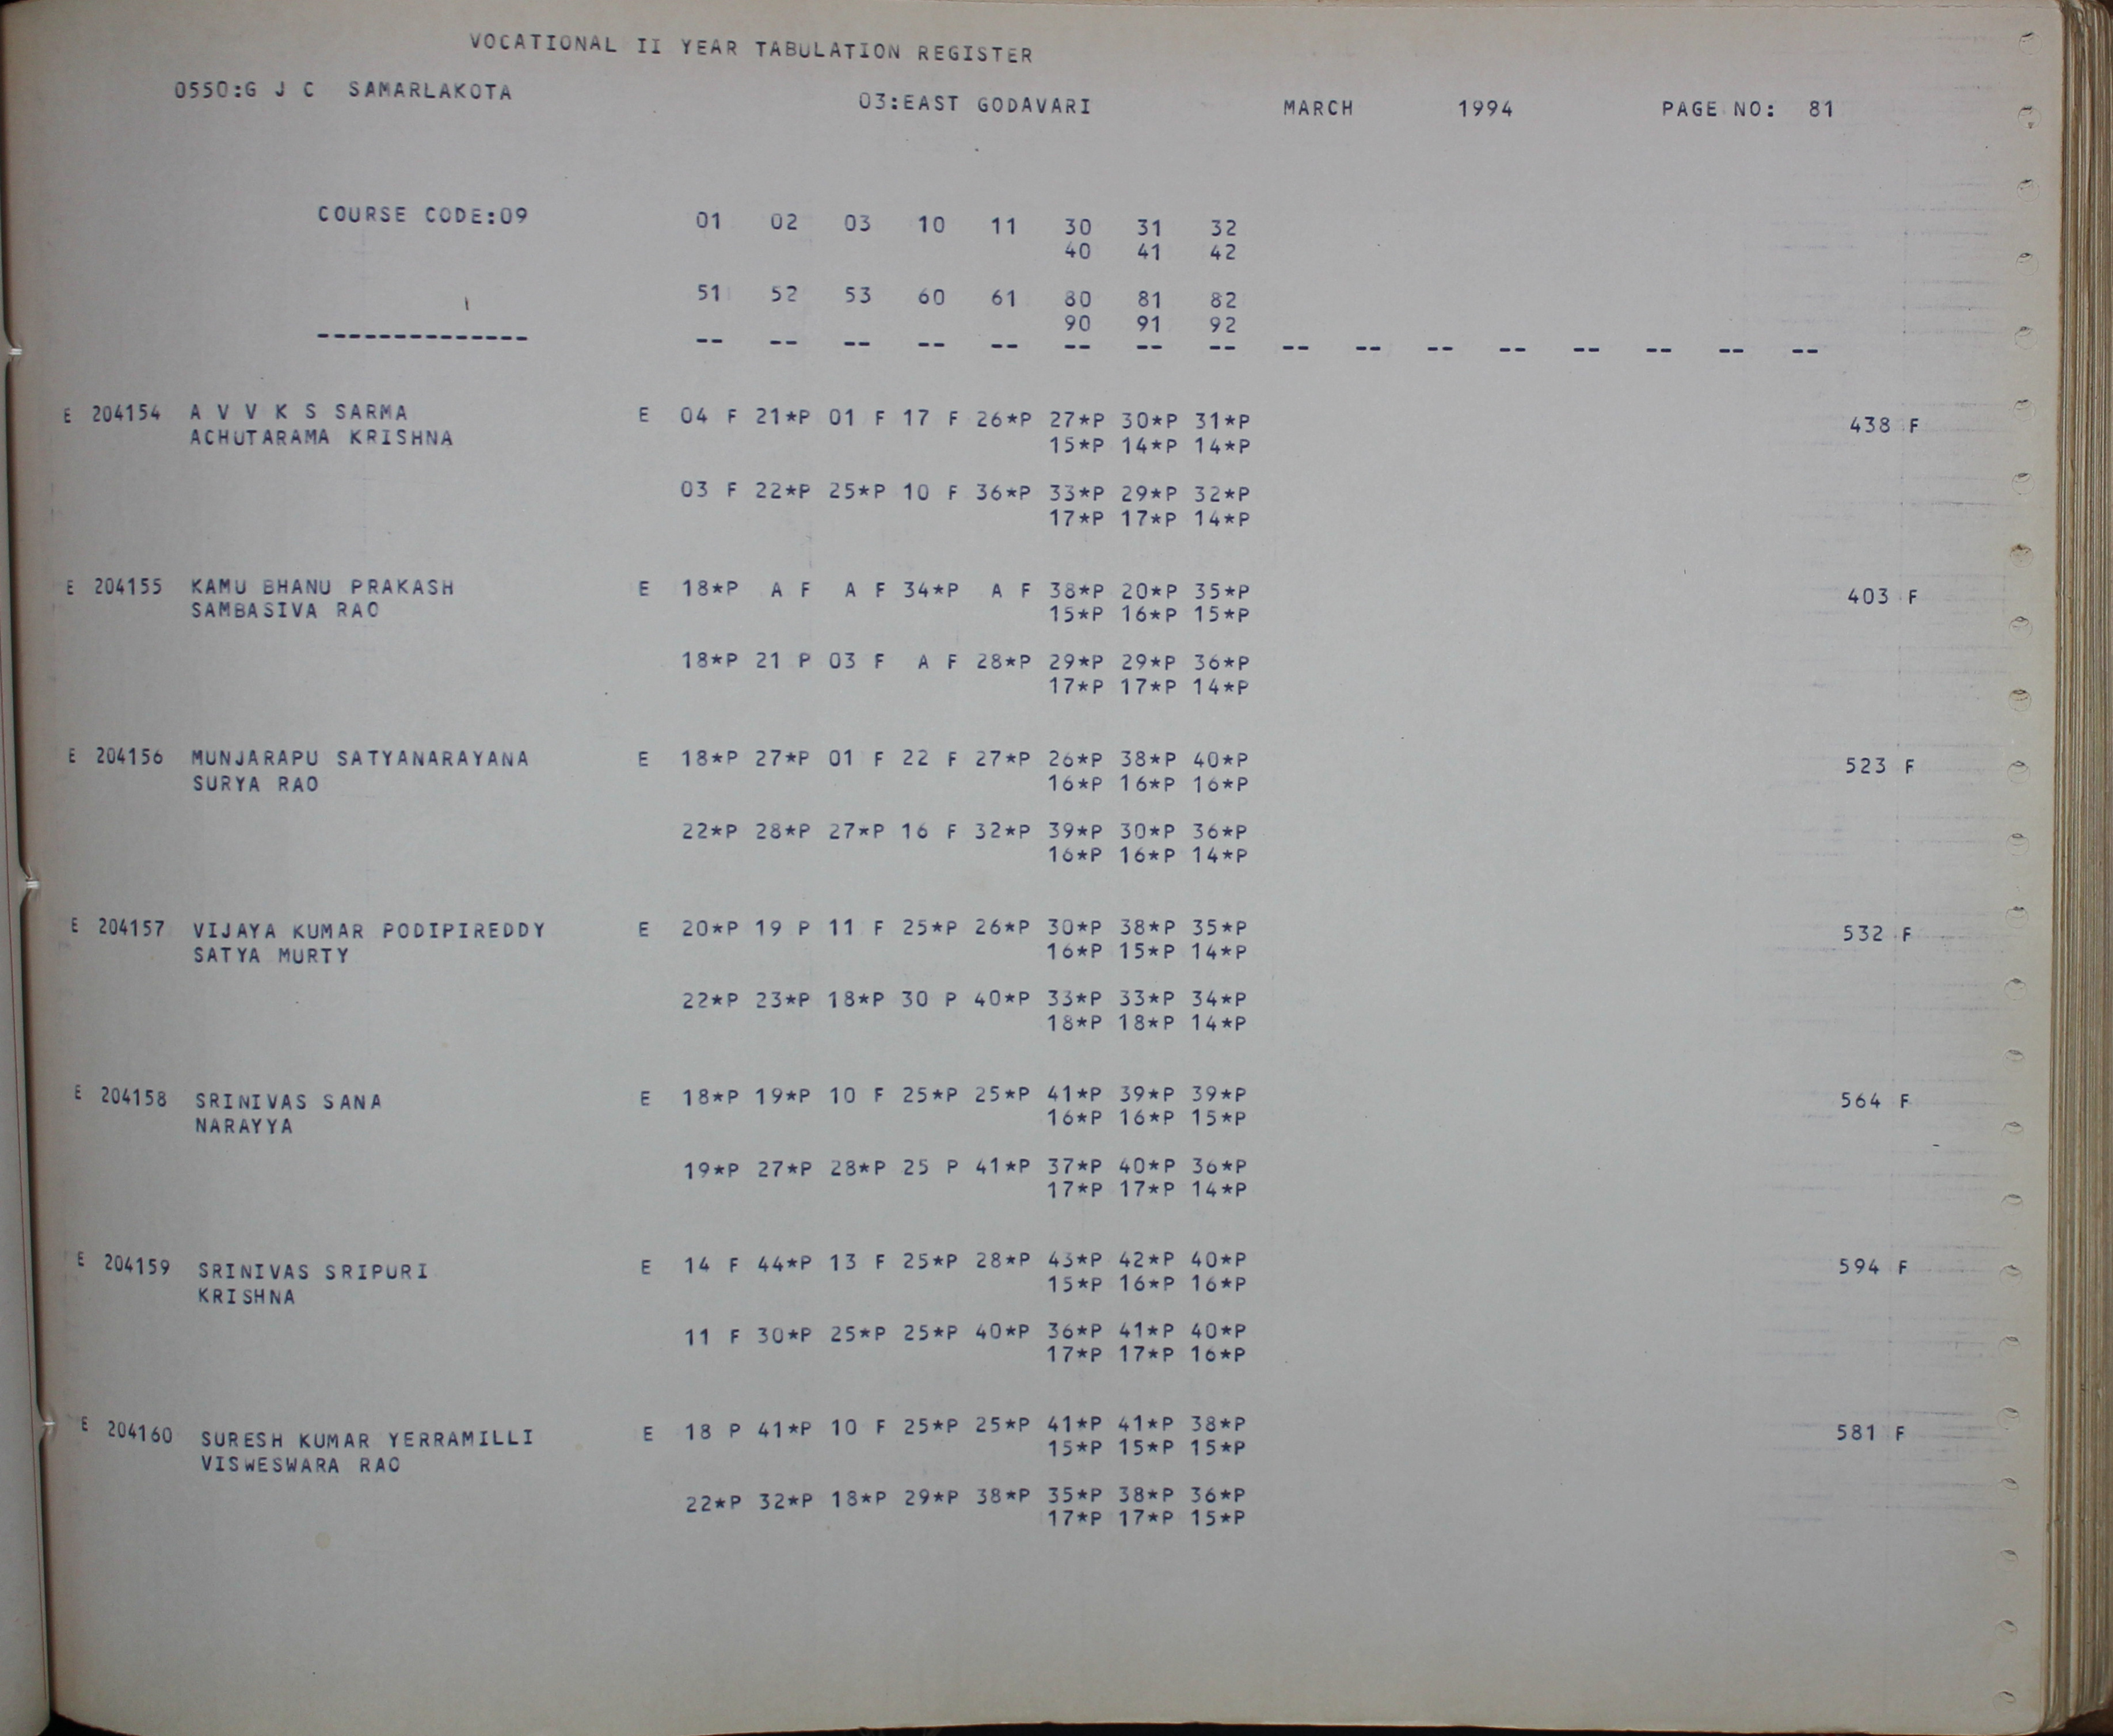 VOCATIONAL II YEAR TABULATION REGISTER
0550:G J C SAMARLAKOTA 03:EAST GODAVARI MARCH 1994 PAGE NO: 81
COURSE CODE:09 01 02 03 10 11 30 31 32
40 41 42
51 52 53 60 61 80 81 82
90 91 92
-------------- -- -- -- -- -- -- -- -- -- -- -- -- -- -- -- --
E 204154 A V V K S SARMA E 04 F 21*P 01 F 17 F 26*P 27*P 30*P 31*P 438 F
ACHUTARAMA KRISHNA 15*P 14*P 14*P
03 F 22*P 25*P 10 F 36*P 33*P 29*P 32*P
17*P 17*P 14*P
E 204155 KAMU BHANU PRAKASH E 18*P A F A F 34*P A F 38*P 20*P 35*P 403 F
SAMBASIVA RAO 15*P 16*P 15*P
18*P 21 P 03 F A F 28*P 29*P 29*P 36*P
17*P 17*P 14*P
E 204156 MUNJARAPU SATYANARAYANA E 18*P 27*P 01 F 22 F 27*P 26*P 38*P 40*P 523 F
SURYA RAO 16*P 16*P 16*P
22*P 28*P 27*P 16 F 32*P 39*P 30*P 36*P
16*P 16*P 14*P
E 204157 VIJAYA KUMAR PODIPIREDDY E 20*P 19 P 11 F 25*P 26*P 30*P 38*P 35*P 532 F
SATYA MURTY 16*P 15*P 14*P
22*P 23*P 18*P 30 P 40*P 33*P 33*P 34*P
18*P 18*P 14*P
E 204158 SRINIVAS SANA E 18*P 19*P 10 F 25*P 25*P 41*P 39*P 39*P 564 F
NARAYYA 16*P 16*P 15*P
19*P 27*P 28*P 25 P 41*P 37*P 40*P 36*P
17*P 17*P 14*P
E 204159 SRINIVAS SRIPURI E 14 F 44*P 13 F 25*P 28*P 43*P 42*P 40*P 594 F
KRISHNA 15*P 16*P 16*P
11 F 30*P 25*P 25*P 40*P 36*P 41*P 40*P
17*P 17*P 16*P
E 204160 SURESH KUMAR YERRAMILLI E 18 P 41*P 10 F 25*P 25*P 41*P 41*P 38*P 581 F
VISWESWARA RAO 15*P 15*P 15*P
22*P 32*P 18*P 29*P 38*P 35*P 38*P 36*P
17*P 17*P 15*P